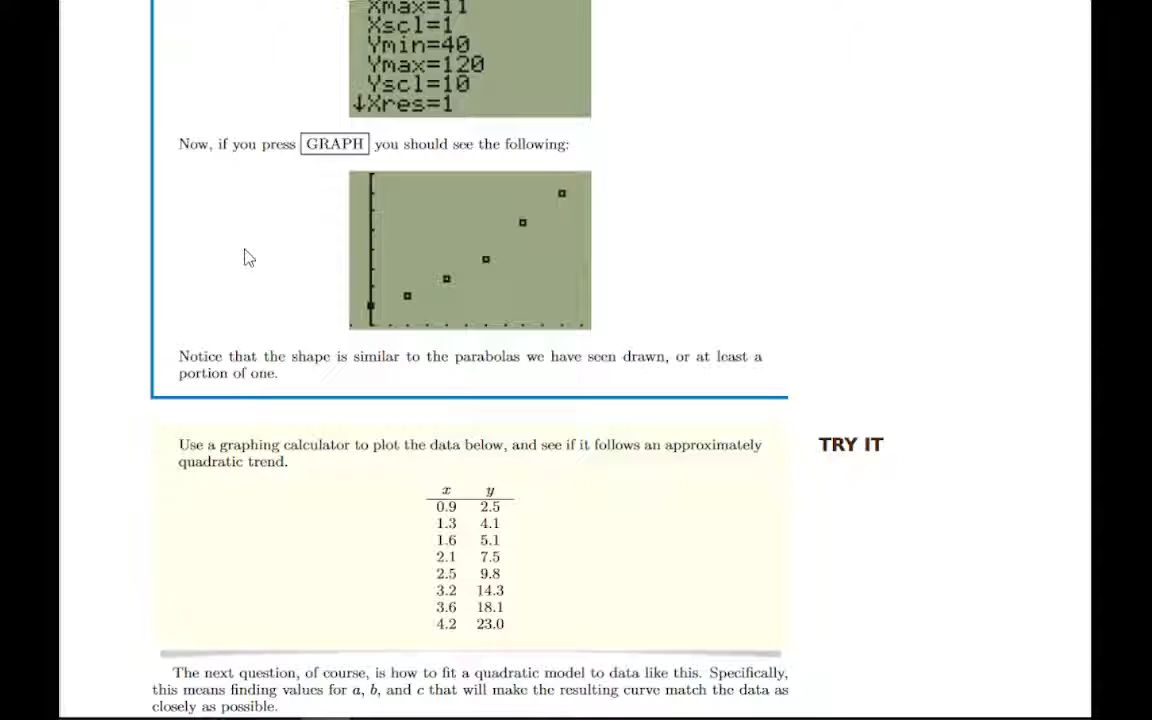 Xmax=11
Xscl=1
Ymin=40
Ymax=120
Yscl=10
↓Xres=1
Now, if you press GRAPH you should see the following:
Notice that the shape is similar to the parabolas we have seen drawn, or at least a
portion of one.
Use a graphing calculator to plot the data below, and see if it follows an approximately
quadratic trend.
TRY IT
x y
0.9 2.5
1.3 4.1
1.6 5.1
2.1 7.5
2.5 9.8
3.2 14.3
3.6 18.1
4.2 23.0
The next question, of course, is how to fit a quadratic model to data like this. Specifically,
this means finding values for a, b, and c that will make the resulting curve match the data as
closely as possible.